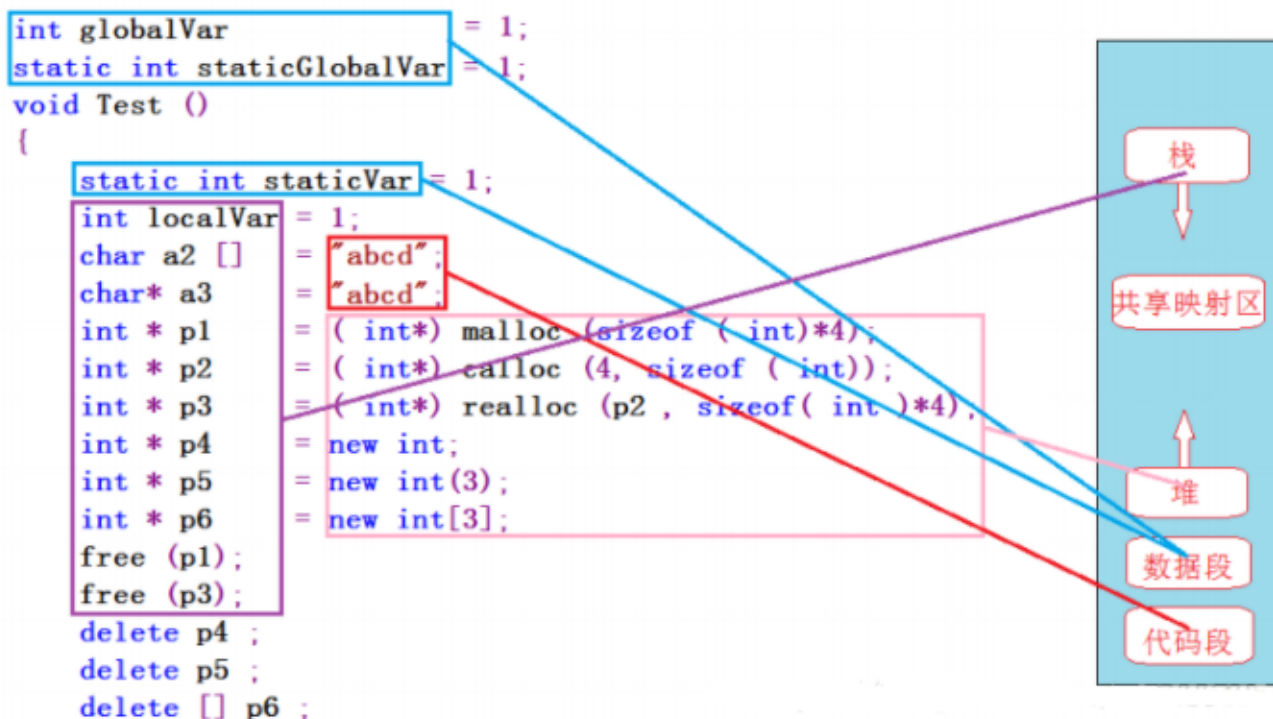 int globalVar = 1;
static int staticGlobalVar = 1;
void Test ()
{
static int staticVar = 1;
int localVar = 1;
char a2 [] = "abcd";
char* a3 = "abcd";
int * p1 = ( int*) malloc (sizeof ( int)*4);
int * p2 = ( int*) calloc (4, sizeof ( int));
int * p3 = ( int*) realloc (p2 , sizeof( int )*4);
int * p4 = new int;
int * p5 = new int(3);
int * p6 = new int[3];
free (p1);
free (p3);
delete p4 ;
delete p5 ;
delete [] p6 ;
栈
共享映射区
堆
数据段
代码段